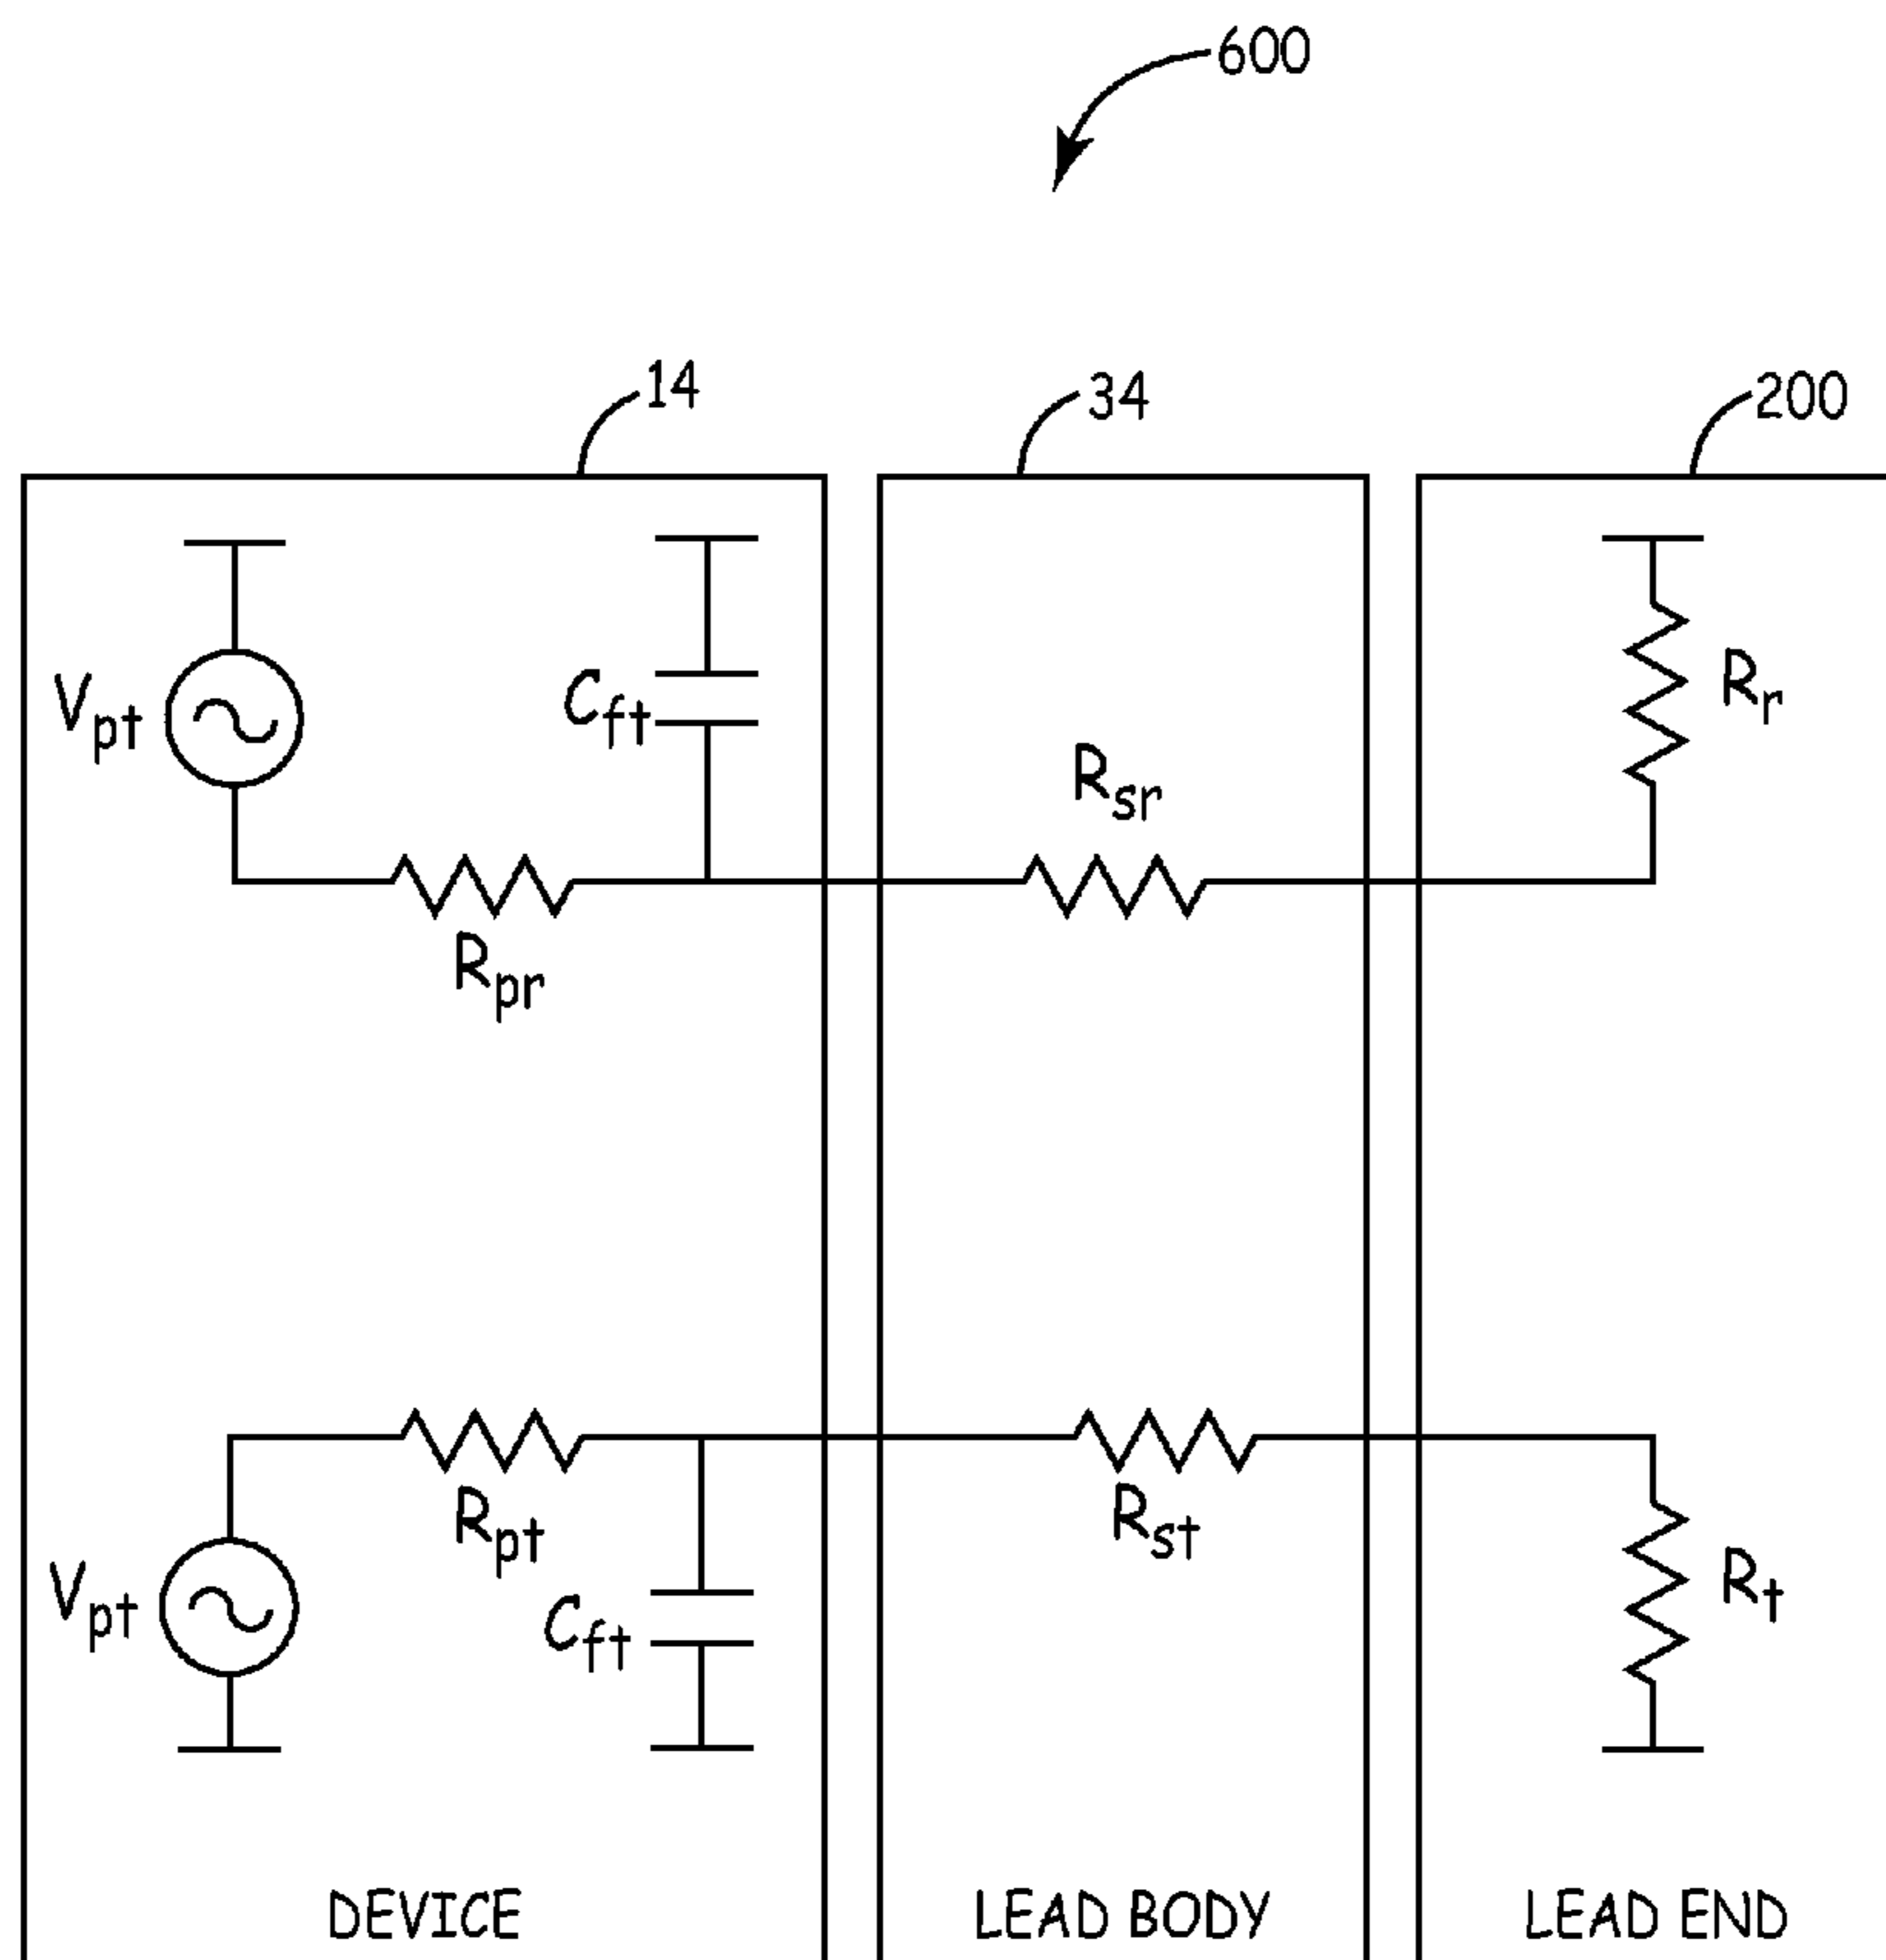 600
14
34
200
Vpt
Cft
Rr
Rsr
Rpr
Rpt
Rst
Vpt
Cft
Rt
DEVICE
LEAD BODY
LEAD END